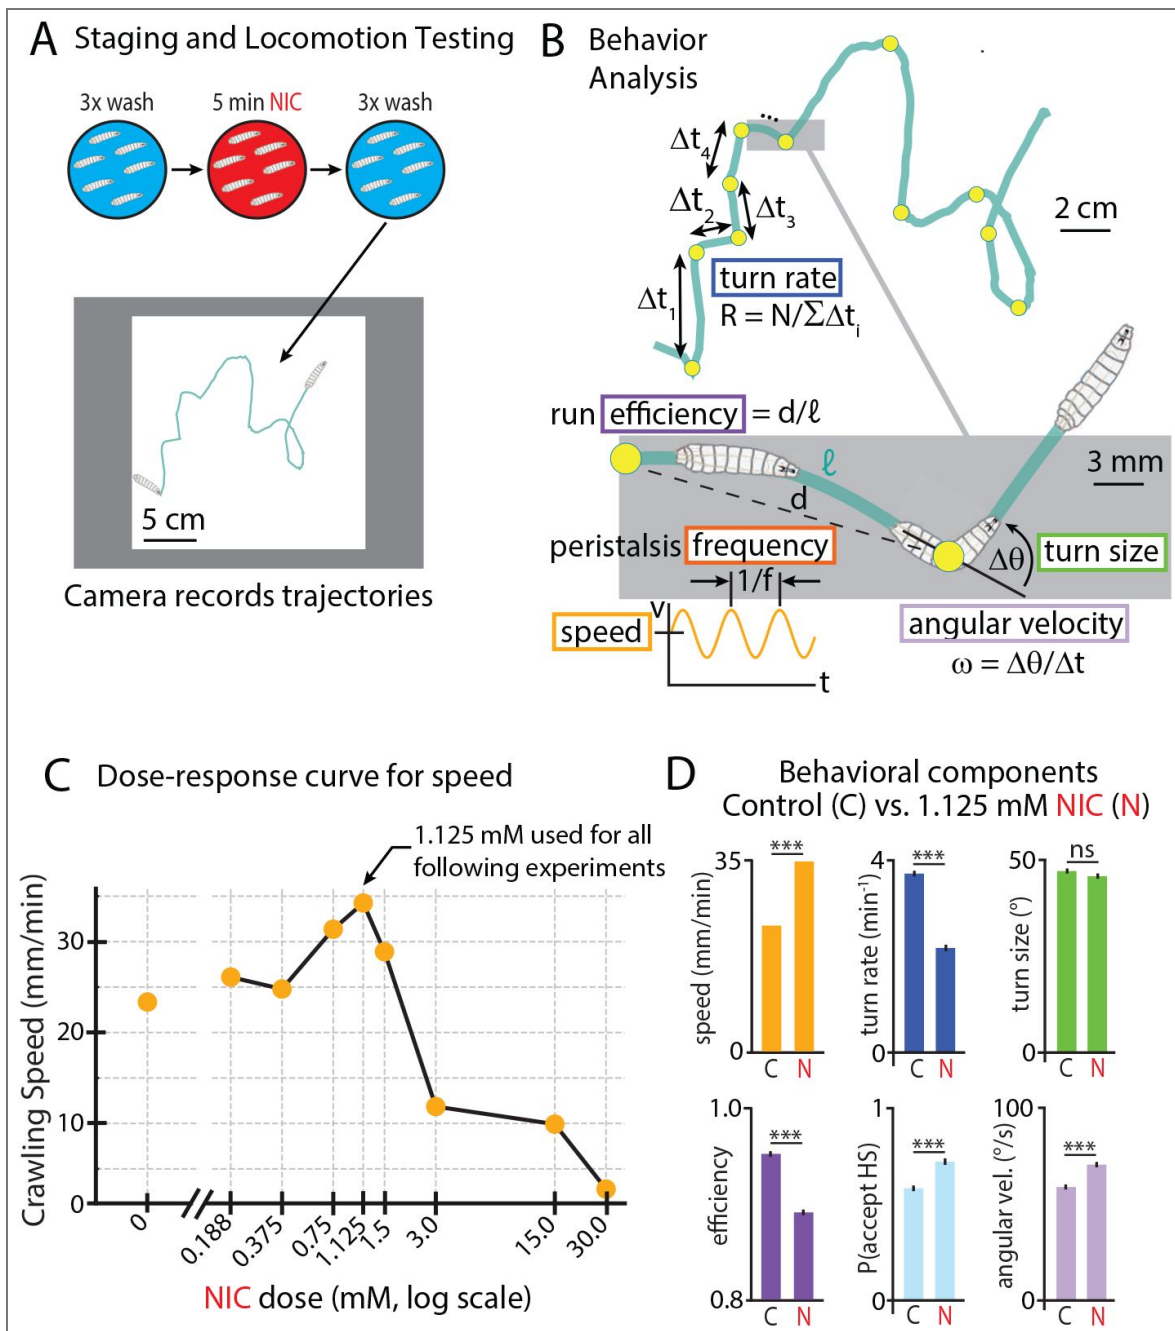 A Staging and Locomotion Testing
3x wash
5 min NIC
3x wash
5 cm
Camera records trajectories
B Behavior
Analysis
...
Δt4
Δt2
Δt3
Δt1
2 cm
turn rate
R = N/ΣΔti
run efficiency = d/ℓ
ℓ
d
3 mm
peristalsis frequency
1/f
Δθ
turn size
speed
v
t
angular velocity
ω = Δθ/Δt
C Dose-response curve for speed
1.125 mM used for all
following experiments
Crawling Speed (mm/min)
30
20
10
0
0
0.188
0.375
0.75
1.125
1.5
3.0
15.0
30.0
NIC dose (mM, log scale)
D Behavioral components
Control (C) vs. 1.125 mM NIC (N)
speed (mm/min)
35
0
***
C N
turn rate (min⁻¹)
4
0
***
C N
turn size (°)
50
0
ns
C N
efficiency
1.0
0.8
***
C N
P(accept HS)
1
0
***
C N
angular vel. (°/s)
100
0
***
C N